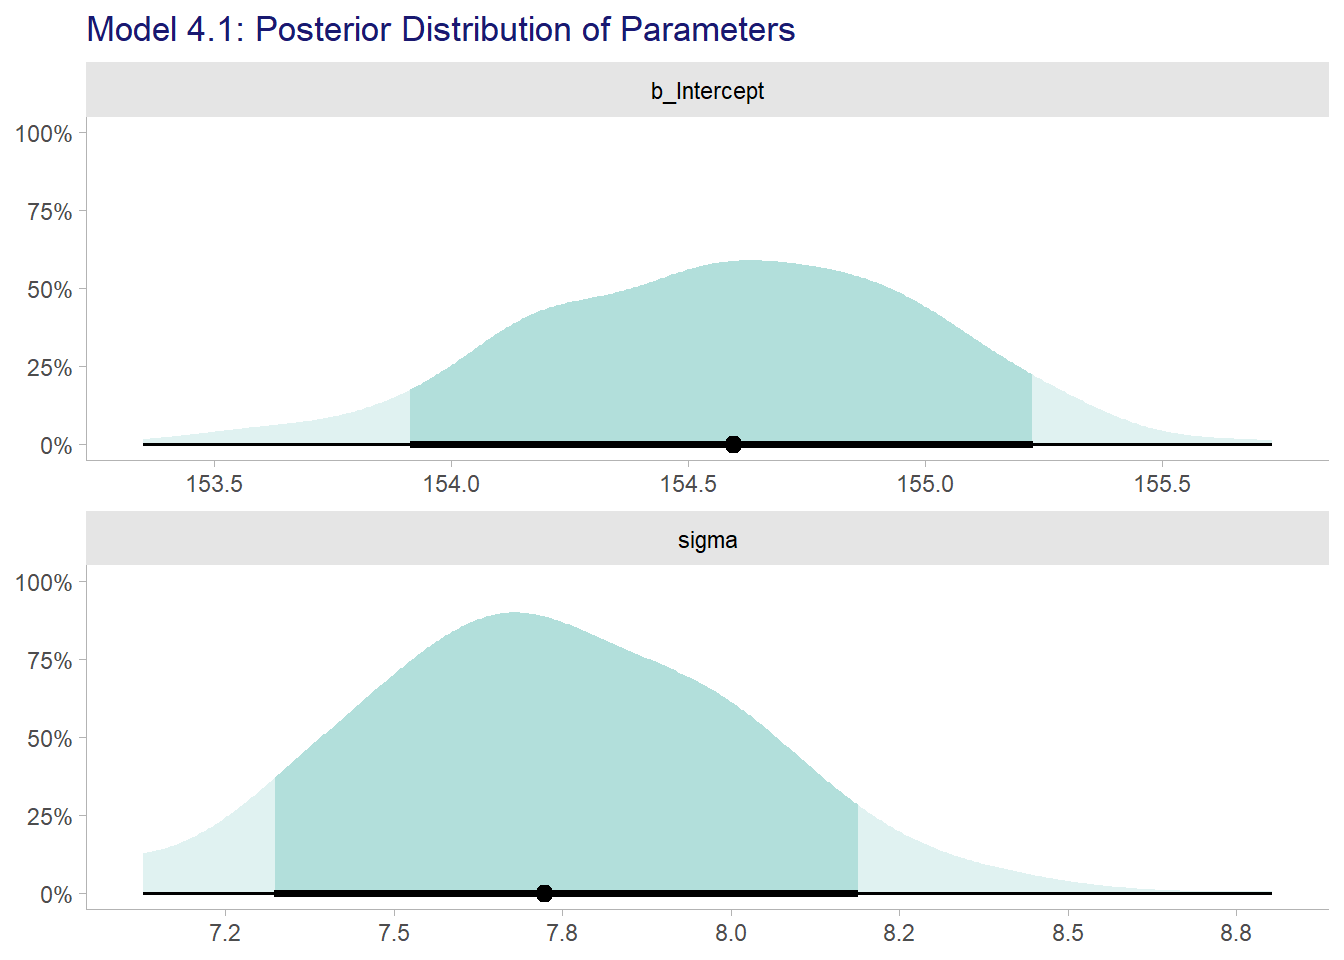 Model 4.1: Posterior Distribution of Parameters
b_Intercept
100%
75%
50%
25%
0%
153.5 154.0 154.5 155.0 155.5
sigma
100%
75%
50%
25%
0%
7.2 7.5 7.8 8.0 8.2 8.5 8.8